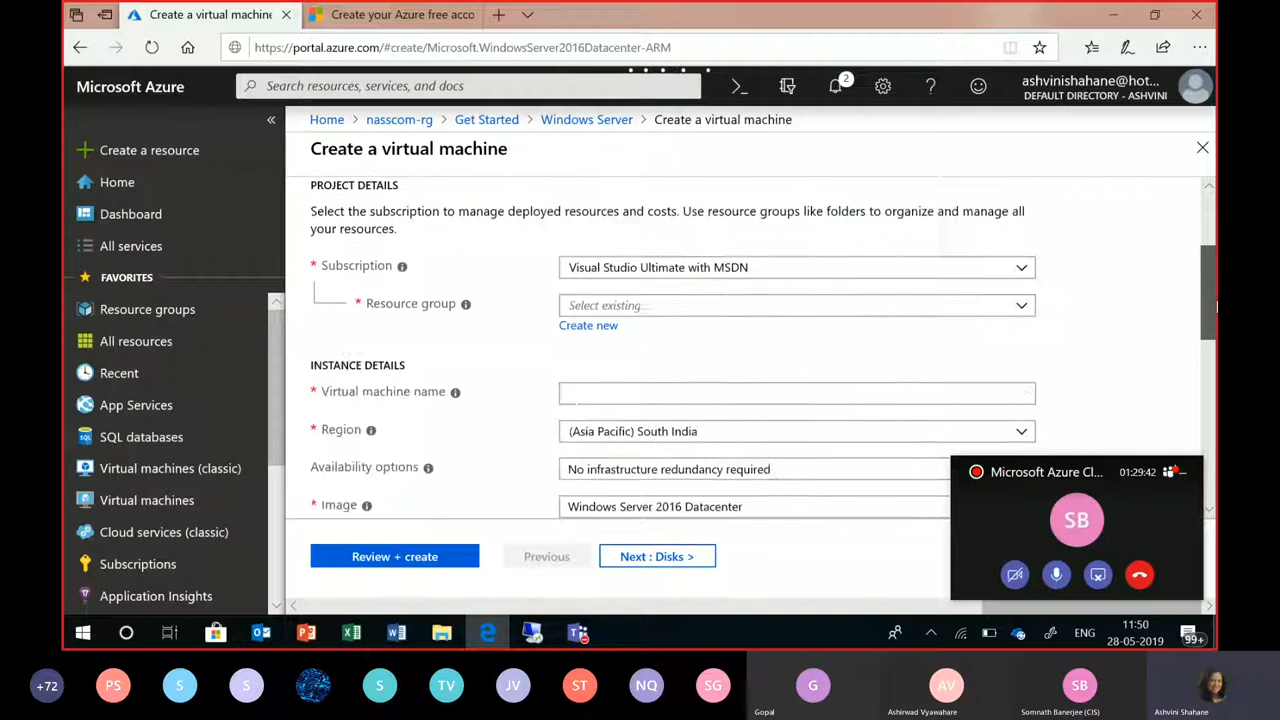 Create a virtual machine
Create your Azure free acco
https://portal.azure.com/#create/Microsoft.WindowsServer2016Datacenter-ARM
Microsoft Azure
Search resources, services, and docs
2
ashvinishahane@hot...
DEFAULT DIRECTORY - ASHVINI
Create a resource
Home
Dashboard
All services
FAVORITES
Resource groups
All resources
Recent
App Services
SQL databases
Virtual machines (classic)
Virtual machines
Cloud services (classic)
Subscriptions
Application Insights
Home > nasscom-rg > Get Started > Windows Server > Create a virtual machine
Create a virtual machine
PROJECT DETAILS
Select the subscription to manage deployed resources and costs. Use resource groups like folders to organize and manage all
your resources.
* Subscription
Visual Studio Ultimate with MSDN
* Resource group
Select existing...
Create new
INSTANCE DETAILS
* Virtual machine name
* Region
(Asia Pacific) South India
Availability options
No infrastructure redundancy required
* Image
Windows Server 2016 Datacenter
Review + create
Previous
Next : Disks >
Microsoft Azure Cl...
01:29:42
SB
ENG
11:50
28-05-2019
99+
+72
PS
S
S
S
TV
JV
ST
NQ
SG
G
Gopal
AV
Ashirwad Vyawahare
SB
Somnath Banerjee (CIS)
Ashvini Shahane